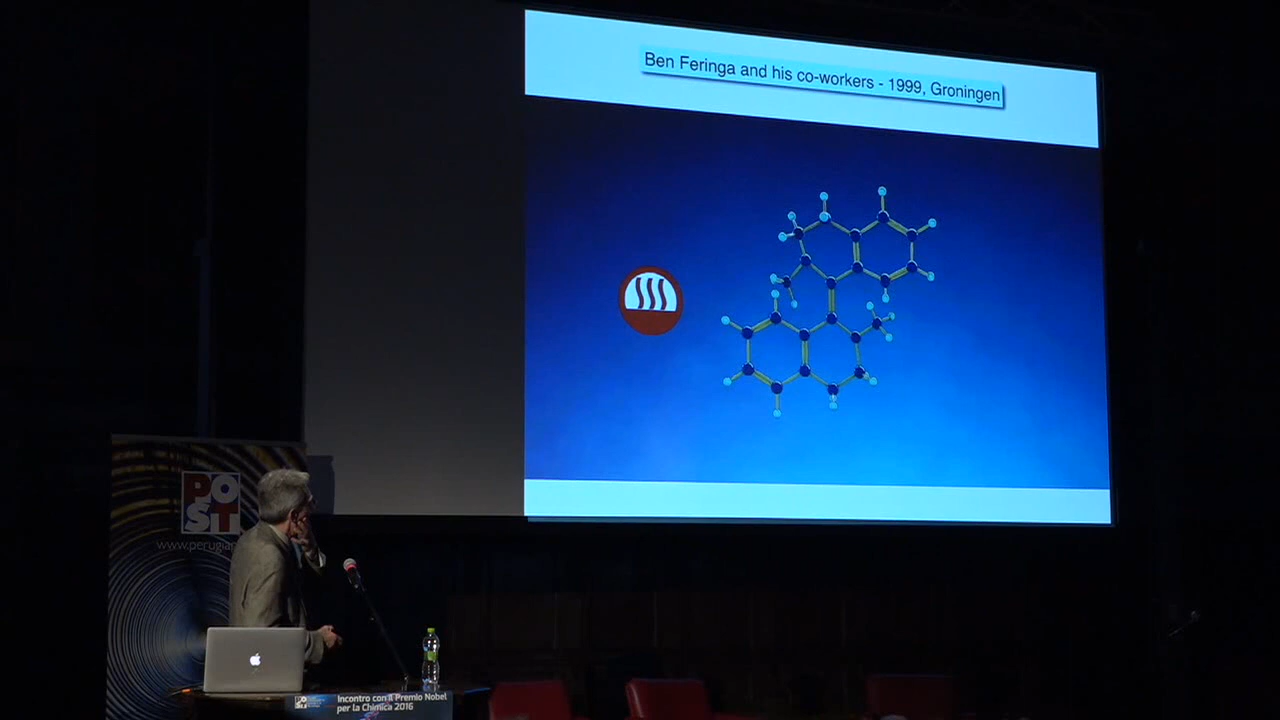 Ben Feringa and his co-workers - 1999, Groningen
PO
ST
www.perugia
POST
Incontro con il Premio Nobel
per la Chimica 2016